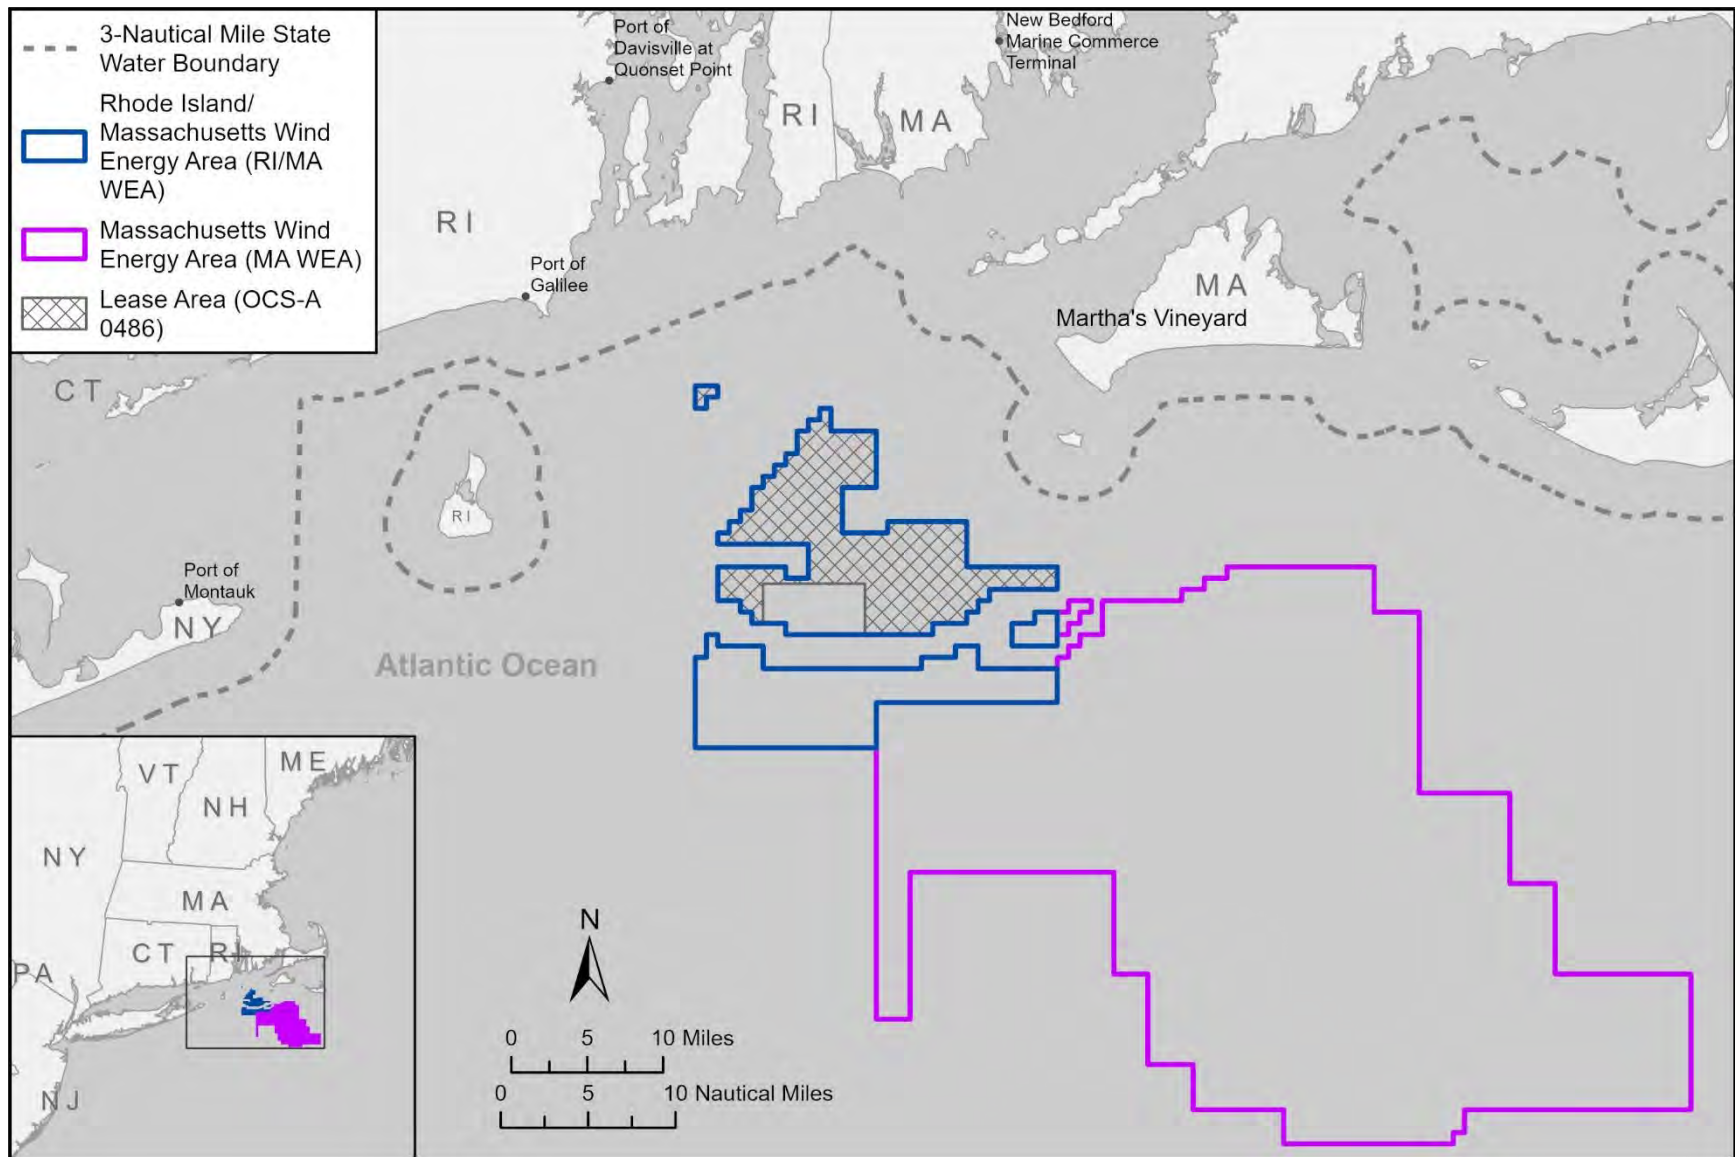 3-Nautical Mile State
Water Boundary
Rhode Island/
Massachusetts Wind
Energy Area (RI/MA
WEA)
Massachusetts Wind
Energy Area (MA WEA)
Lease Area (OCS-A
0486)
Port of
Davisville at
Quonset Point
New Bedford
Marine Commerce
Terminal
RI
MA
RI
Port of
Galilee
MA
Martha's Vineyard
CT
RI
Port of
Montauk
NY
Atlantic Ocean
VT
ME
NH
NY
MA
CT
RI
PA
NJ
N
0 5 10 Miles
0 5 10 Nautical Miles